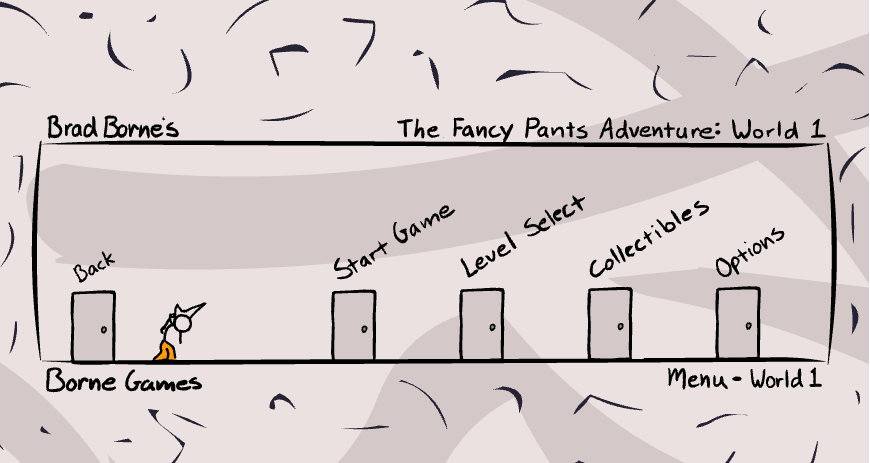 Brad Borne's
The Fancy Pants Adventure: World 1
Back
Start Game
Level Select
Collectibles
Options
Borne Games
Menu - World 1